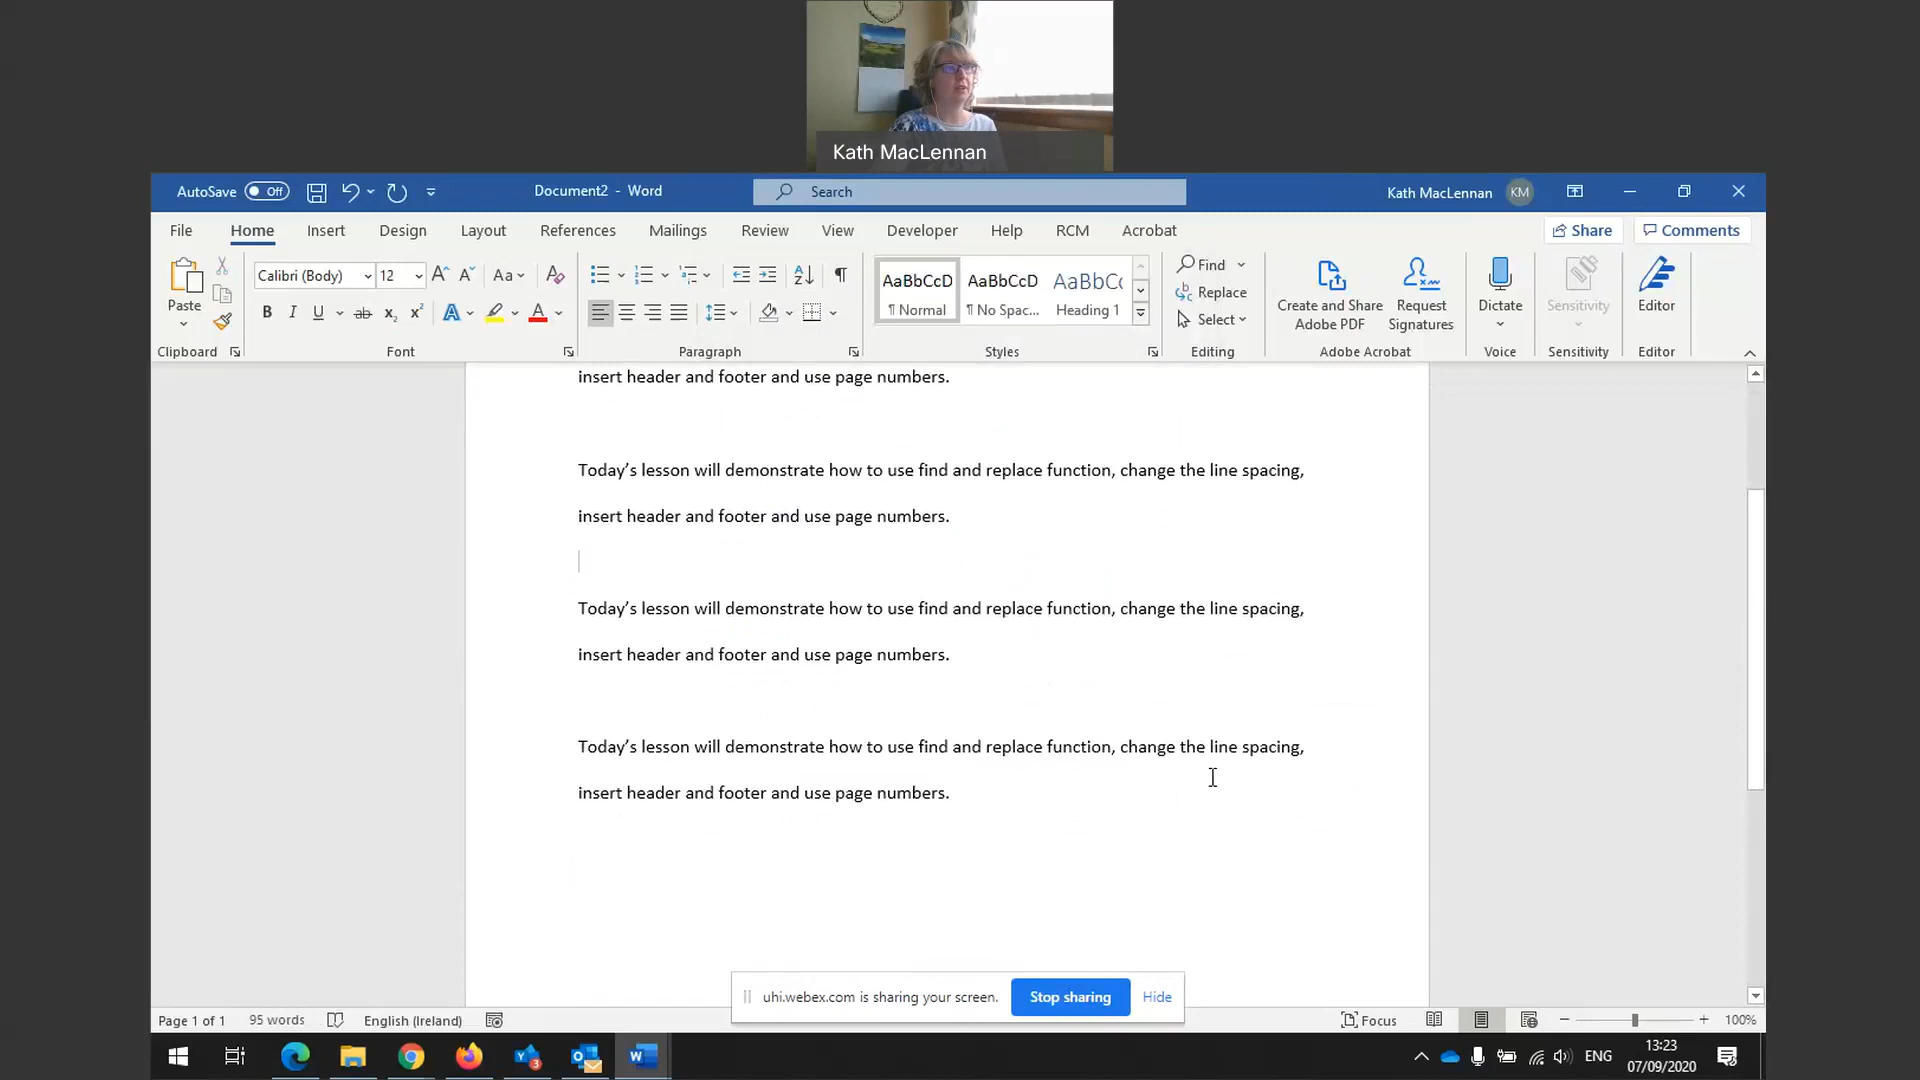 Kath MacLennan
AutoSave Off Document2 - Word Search Kath MacLennan KM
File Home Insert Design Layout References Mailings Review View Developer Help RCM Acrobat Share Comments
Paste Calibri (Body) 12 Aa AaBbCcD AaBbCcD AaBbCc Find
Replace
Select
¶ Normal ¶ No Spac... Heading 1
Create and Share Adobe PDF
Request Signatures
Dictate
Sensitivity
Editor
Clipboard Font Paragraph Styles Editing Adobe Acrobat Voice Sensitivity Editor
insert header and footer and use page numbers.
Today’s lesson will demonstrate how to use find and replace function, change the line spacing,
insert header and footer and use page numbers.
Today’s lesson will demonstrate how to use find and replace function, change the line spacing,
insert header and footer and use page numbers.
Today’s lesson will demonstrate how to use find and replace function, change the line spacing,
insert header and footer and use page numbers.
uhi.webex.com is sharing your screen. Stop sharing Hide
Page 1 of 1 95 words English (Ireland) Focus 100%
ENG 13:23
07/09/2020